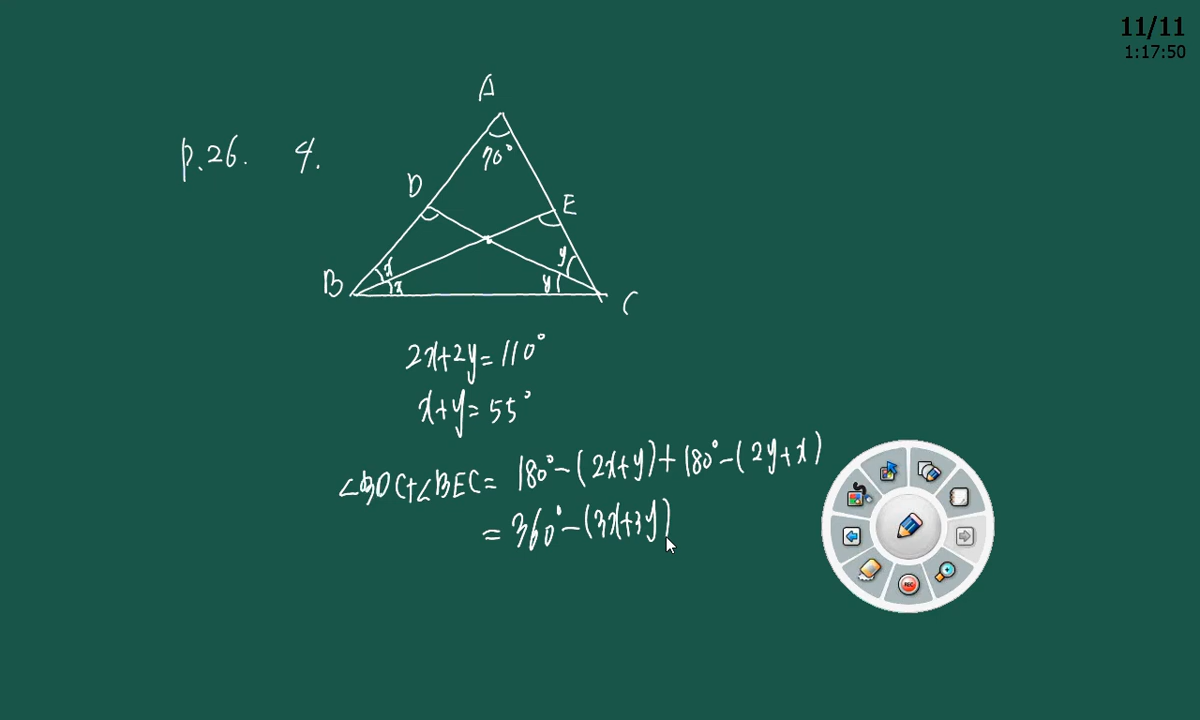 11/11
1:17:50
p.26. 4.
A
70°
D
E
B
x
x
y
y
C
2x+2y=110°
x+y=55°
∠BDC+∠BEC= 180°-(2x+y)+180°-(2y+x)
=360°-(3x+3y)
REC